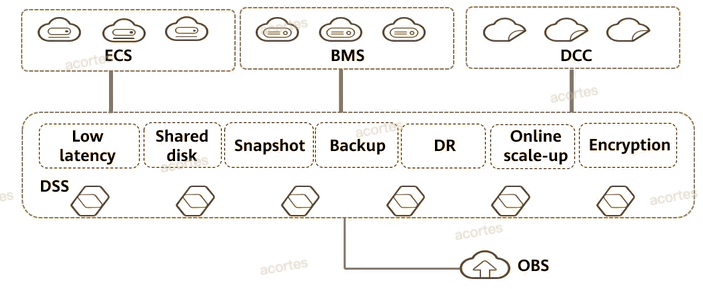 ECS
BMS
DCC
Low
latency
Shared
disk
Snapshot
Backup
DR
Online
scale-up
Encryption
DSS
OBS
acortes
acortes
acortes
acortes
acortes
acortes
acortes